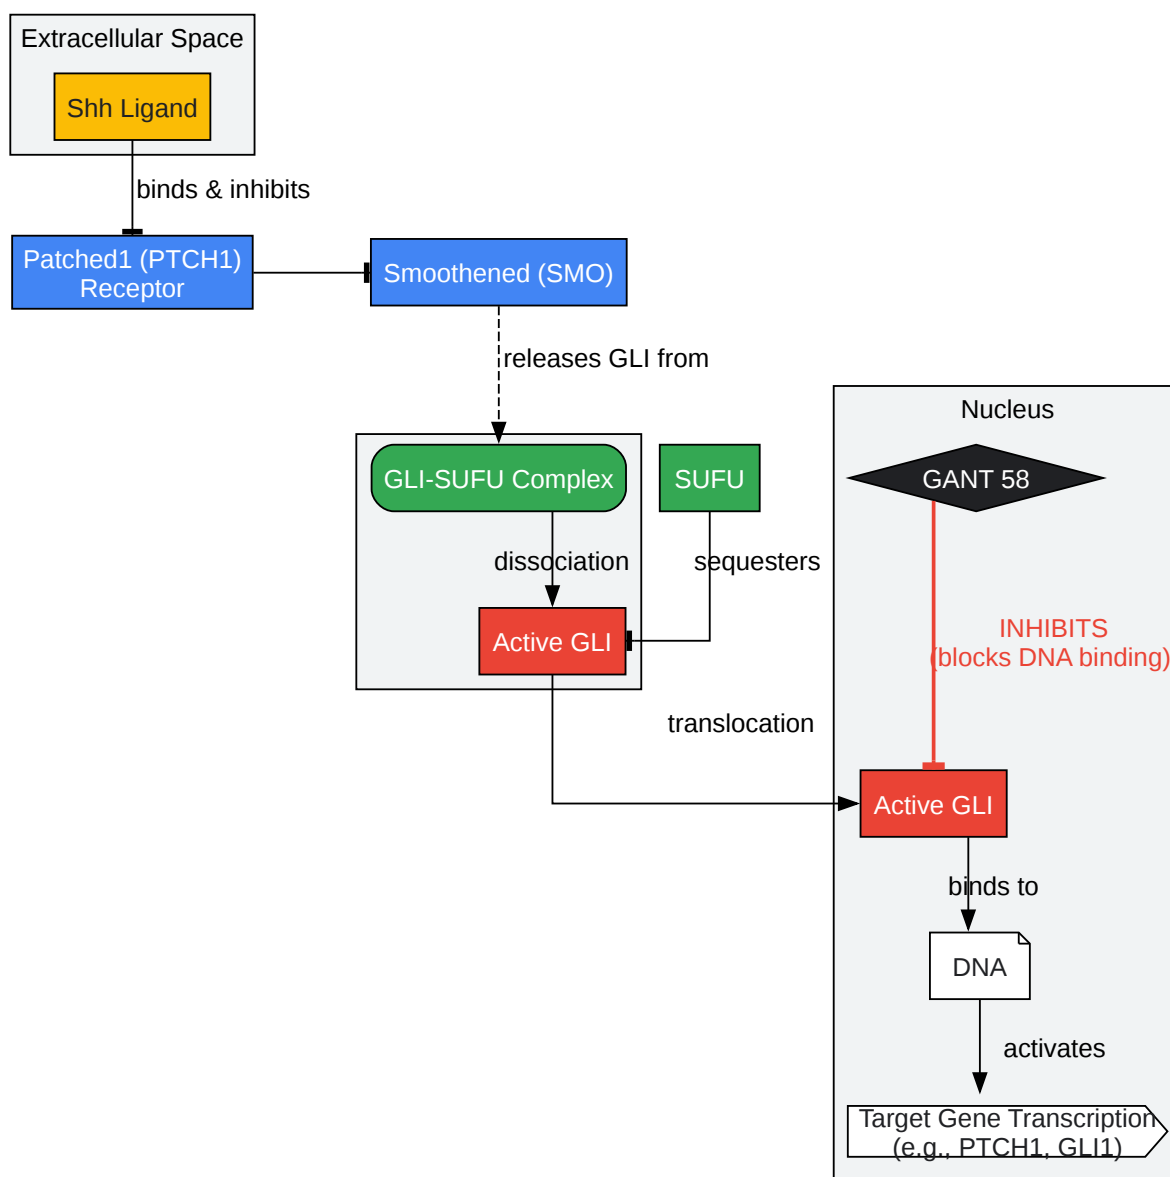 Extracellular Space
Shh Ligand
binds & inhibits
Patched1 (PTCH1)
Receptor
Smoothened (SMO)
releases GLI from
Nucleus
GLI-SUFU Complex
SUFU
GANT 58
dissociation
sequesters
INHIBITS
(blocks DNA binding)
Active GLI
translocation
Active GLI
binds to
DNA
activates
Target Gene Transcription
(e.g., PTCH1, GLI1)